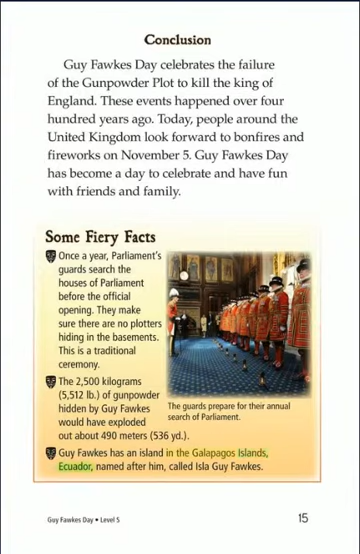 Conclusion
Guy Fawkes Day celebrates the failure
of the Gunpowder Plot to kill the king of
England. These events happened over four
hundred years ago. Today, people around the
United Kingdom look forward to bonfires and
fireworks on November 5. Guy Fawkes Day
has become a day to celebrate and have fun
with friends and family.
Some Fiery Facts
Once a year, Parliament's
guards search the
houses of Parliament
before the official
opening. They make
sure there are no plotters
hiding in the basements.
This is a traditional
ceremony.
The 2,500 kilograms
(5,512 lb.) of gunpowder
hidden by Guy Fawkes
would have exploded
out about 490 meters (536 yd.).
The guards prepare for their annual
search of Parliament.
Guy Fawkes has an island in the Galapagos Islands,
Ecuador, named after him, called Isla Guy Fawkes.
Guy Fawkes Day • Level 5
15